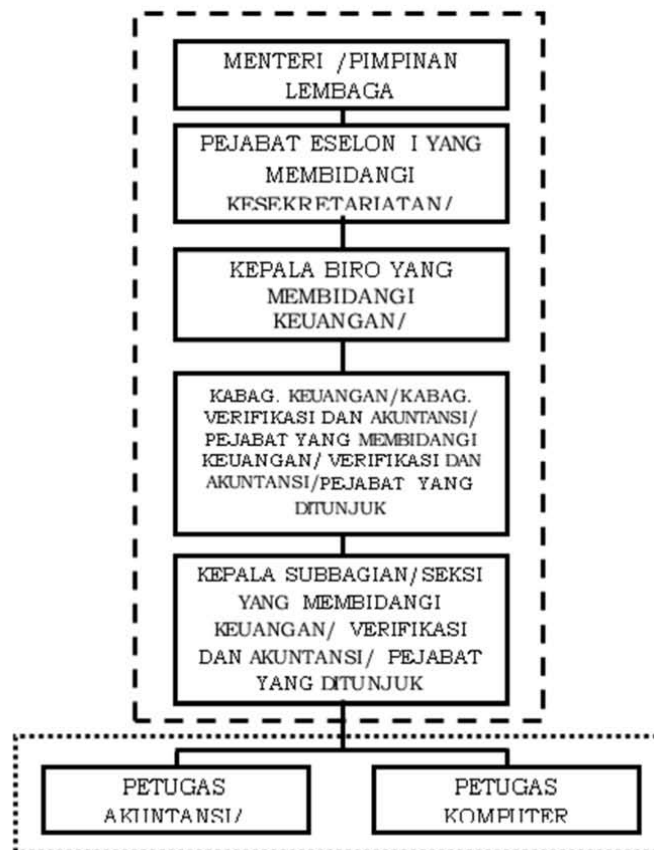 MENTERI /PIMPINAN
LEMBAGA
PEJABAT ESELON I YANG
MEMBIDANGI
KESEKRETARIATAN/
KEPALA BIRO YANG
MEMBIDANGI
KEUANGAN/
KABAG. KEUANGAN/KABAG.
VERIFIKASI DAN AKUNTANSI/
PEJABAT YANG MEMBIDANGI
KEUANGAN/ VERIFIKASI DAN
AKUNTANSI/PEJABAT YANG
DITUNJUK
KEPALA SUBBAGIAN/SEKSI
YANG MEMBIDANGI
KEUANGAN/ VERIFIKASI
DAN AKUNTANSI/ PEJABAT
YANG DITUNJUK
PETUGAS
AKUNTANSI/
PETUGAS
KOMPUTER